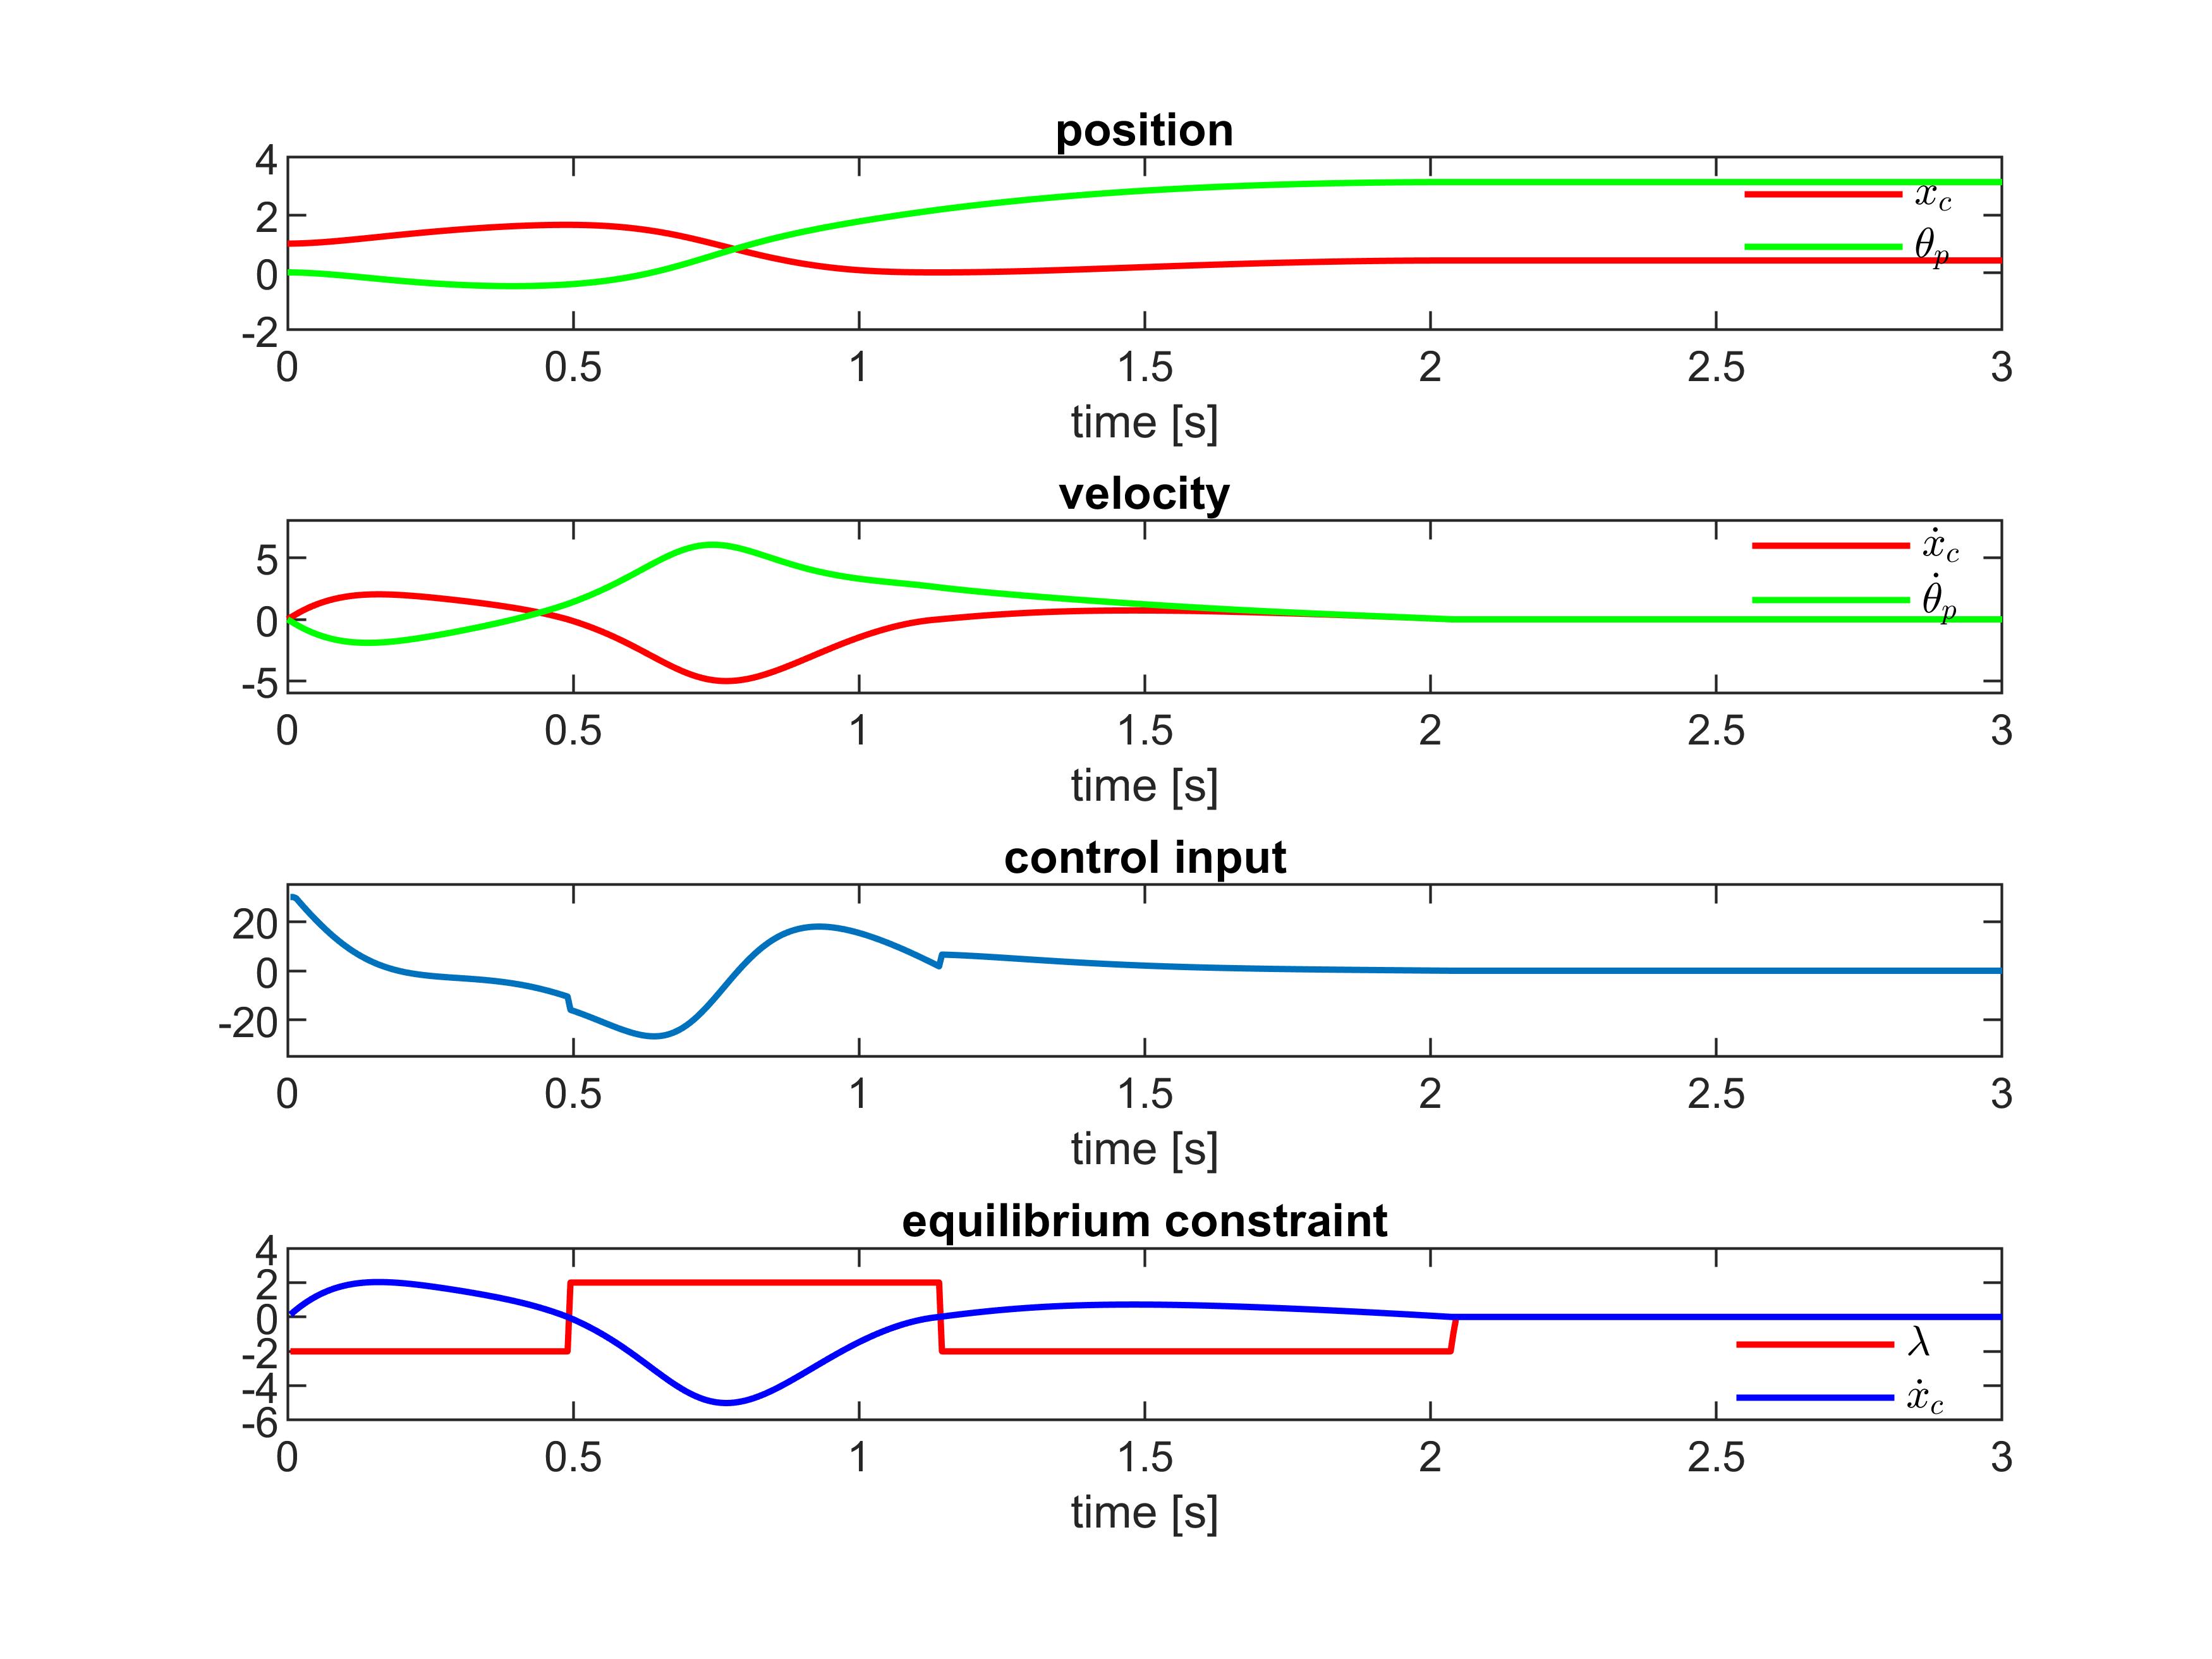 position
4
2
0
-2
x_c
θ_p
0 0.5 1 1.5 2 2.5 3
time [s]
velocity
5
0
-5
ẋ_c
θ̇_p
0 0.5 1 1.5 2 2.5 3
time [s]
control input
20
0
-20
0 0.5 1 1.5 2 2.5 3
time [s]
equilibrium constraint
4
2
0
-2
-4
-6
λ
ẋ_c
0 0.5 1 1.5 2 2.5 3
time [s]